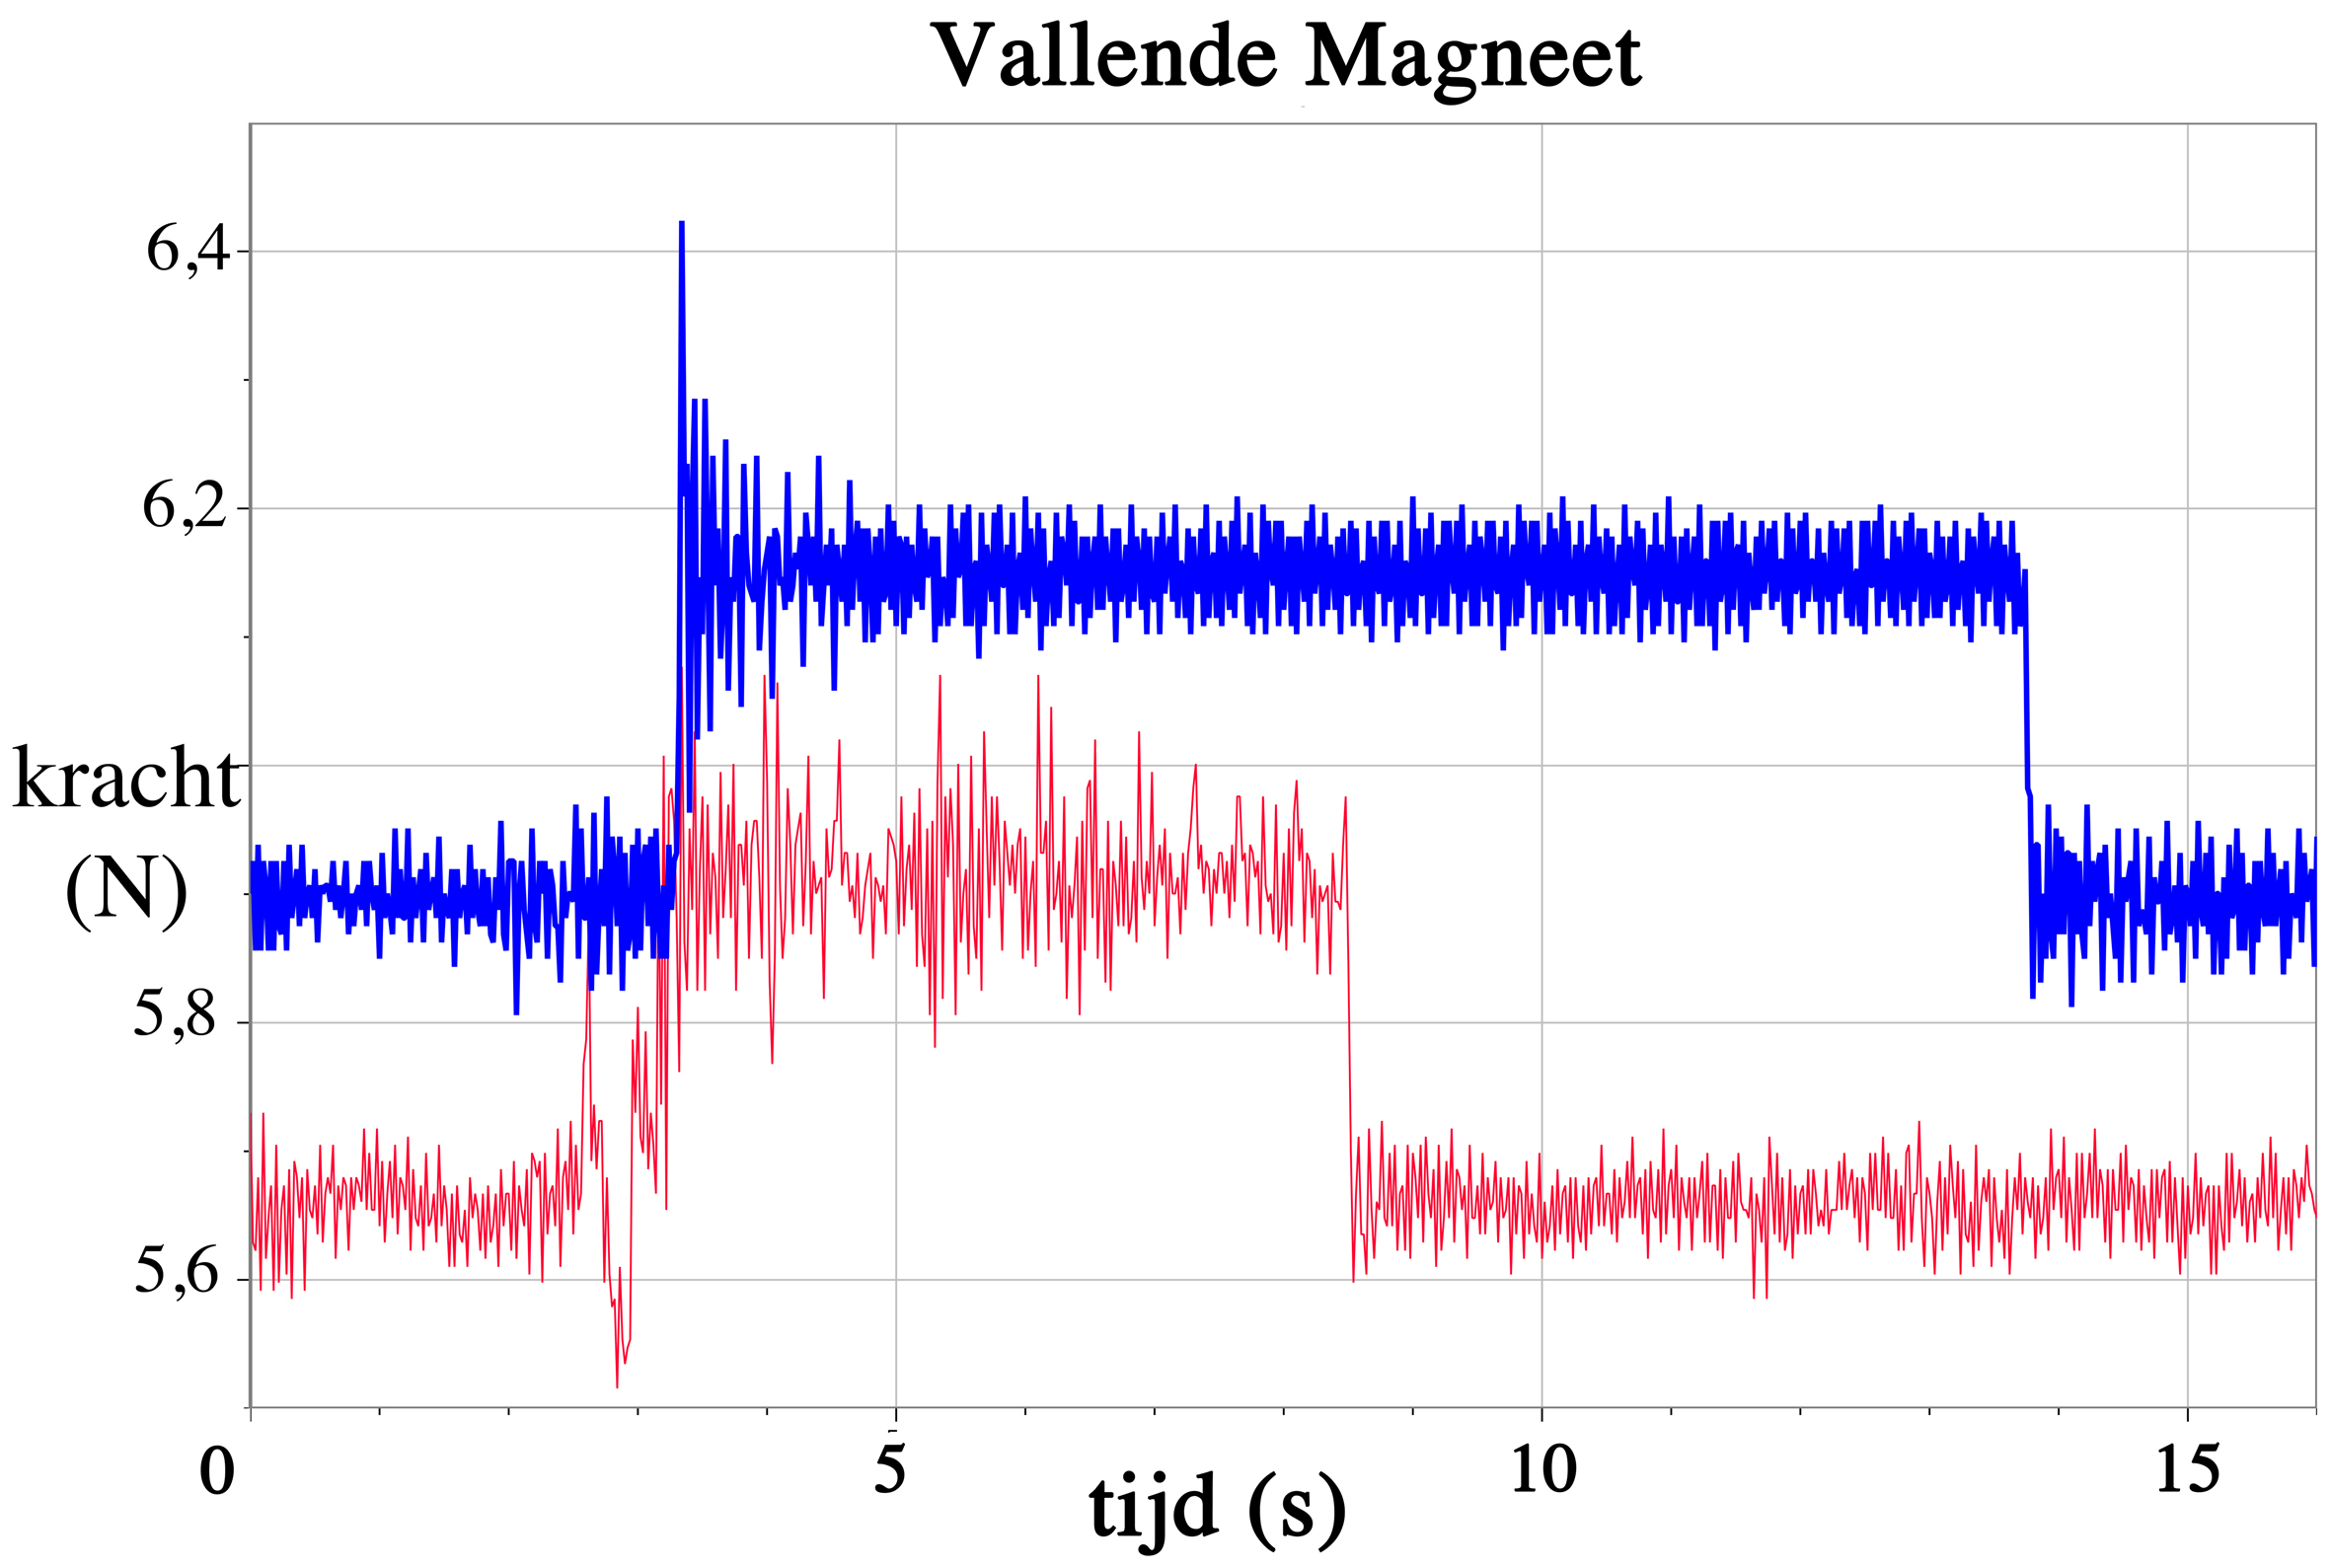 Vallende Magneet
6,4
6,2
kracht
(N)
5,8
5,6
0
5
10
15
tijd (s)